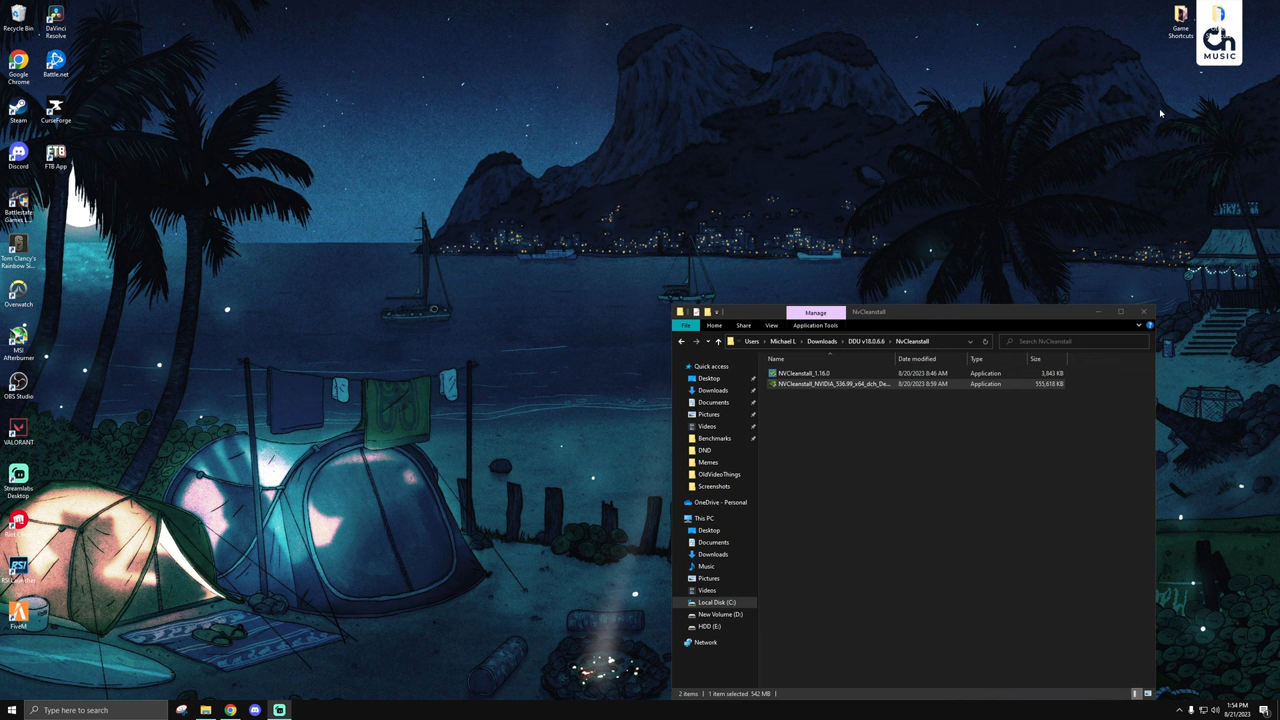 Recycle Bin
DaVinci
Resolve
Game
Shortcuts
Ch
MUSIC
Google
Chrome
Battle.net
Steam
CurseForge
Discord
FTB App
Battlestate
Games L...
Tom Clancy's
Rainbow Si...
Overwatch
MSI
Afterburner
OBS Studio
VALORANT
Streamlabs
Desktop
RSI
RSI Launcher
FiveM
Manage
NvCleanstall
File
Home
Share
View
Application Tools
Users
Michael L
Downloads
DDU v18.0.6.6
NvCleanstall
Search NvCleanstall
Name
Date modified
Type
Size
NVCleanstall_1.16.0
8/20/2023 8:46 AM
Application
3,843 KB
NVCleanstall_NVIDIA_536.99_x64_dch_De...
8/20/2023 8:59 AM
Application
555,618 KB
Quick access
Desktop
Downloads
Documents
Pictures
Videos
Benchmarks
DND
Memes
OldVideoThings
Screenshots
OneDrive - Personal
This PC
Desktop
Documents
Downloads
Music
Pictures
Videos
Local Disk (C:)
New Volume (D:)
HDD (E:)
Network
2 items
1 item selected 542 MB
Type here to search
1:54 PM
8/21/2023